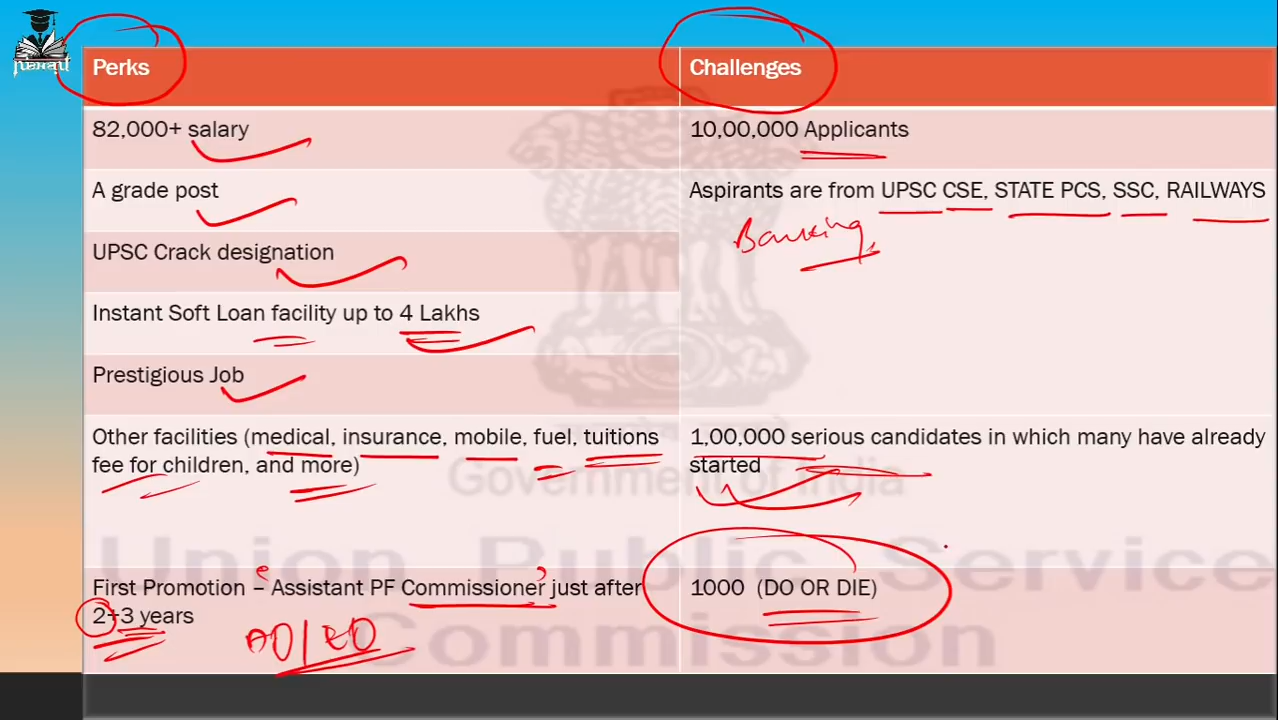 Perks
Challenges
82,000+ salary
10,00,000 Applicants
A grade post
Aspirants are from UPSC CSE, STATE PCS, SSC, RAILWAYS
Banking
UPSC Crack designation
Instant Soft Loan facility up to 4 Lakhs
Prestigious Job
Other facilities (medical, insurance, mobile, fuel, tuitions
fee for children, and more)
1,00,000 serious candidates in which many have already
started
Government of India
Union Public Service
Commission
First Promotion – Assistant PF Commissioner just after
2-3 years
AO/EO
1000 (DO OR DIE)